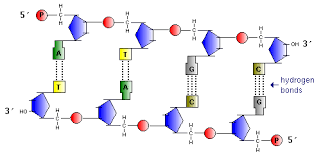 5′ P H C H OH 3′
A T G C
T A C G
hydrogen bonds
3′ HO H C H P 5′